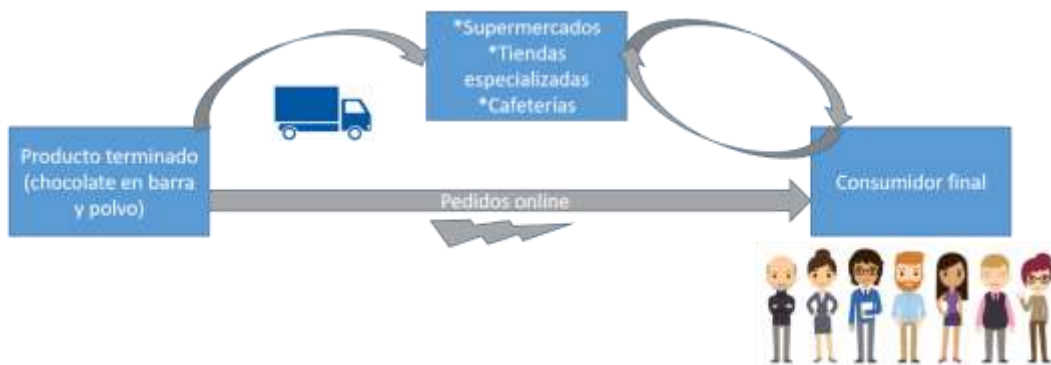 *Supermercados
*Tiendas
especializadas
*Cafeterías
Producto terminado
(chocolate en barra
y polvo)
Pedidos online
Consumidor final